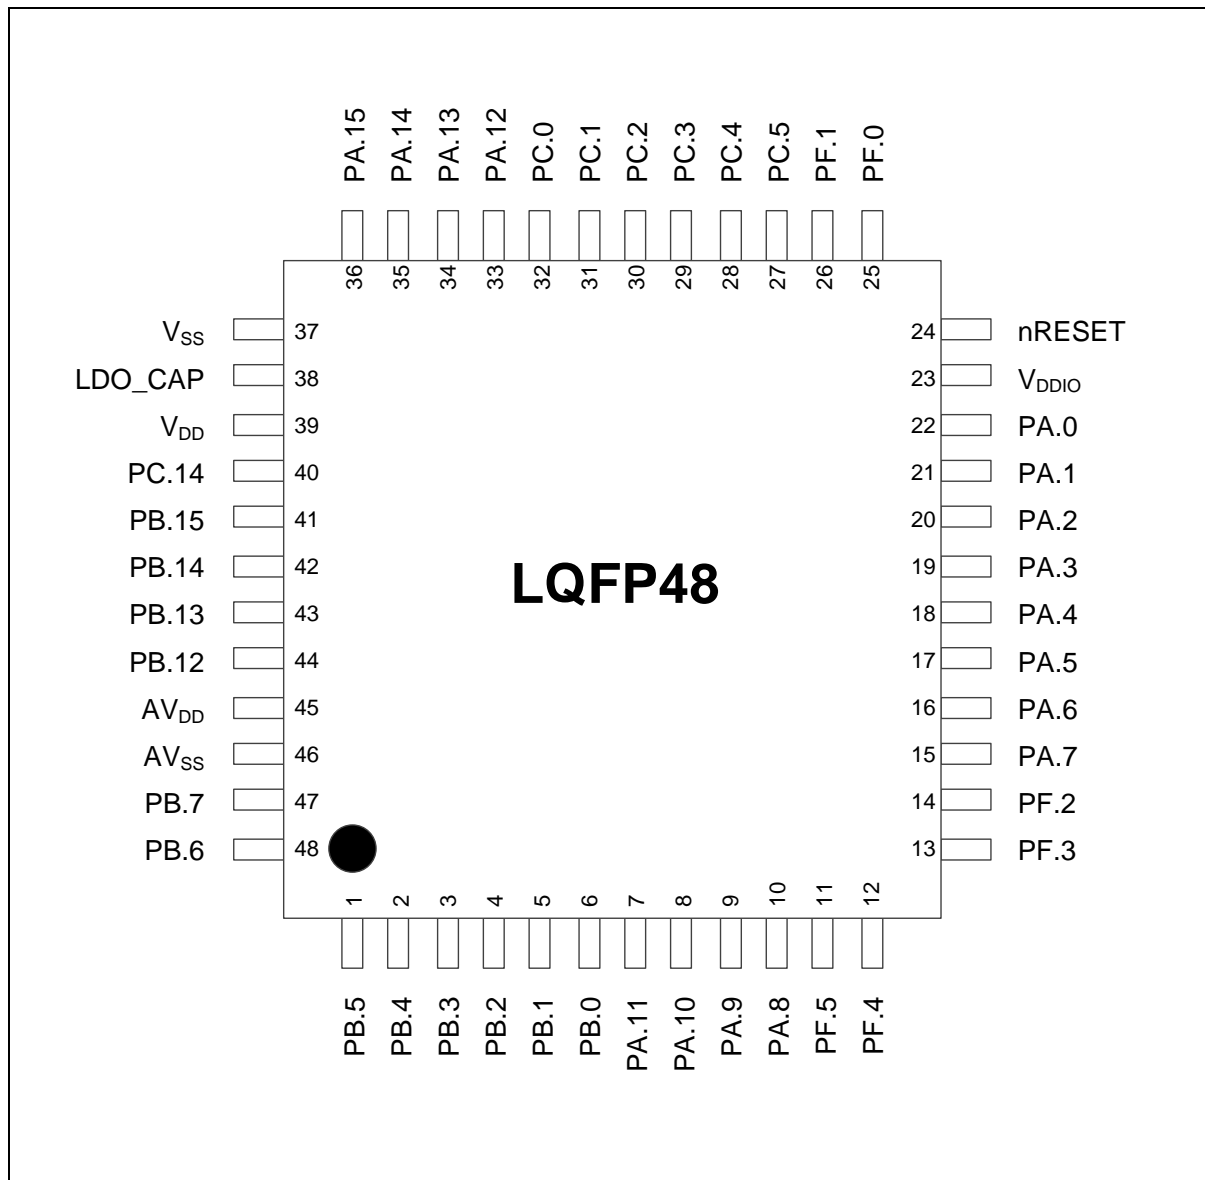 PA.15 PA.14 PA.13 PA.12 PC.0 PC.1 PC.2 PC.3 PC.4 PC.5 PF.1 PF.0
36 35 34 33 32 31 30 29 28 27 26 25
VSS 37 24 nRESET
LDO_CAP 38 23 VDDIO
VDD 39 22 PA.0
PC.14 40 21 PA.1
PB.15 41 20 PA.2
PB.14 42 19 PA.3
LQFP48
PB.13 43 18 PA.4
PB.12 44 17 PA.5
AVDD 45 16 PA.6
AVSS 46 15 PA.7
PB.7 47 14 PF.2
PB.6 48 13 PF.3
1 2 3 4 5 6 7 8 9 10 11 12
PB.5 PB.4 PB.3 PB.2 PB.1 PB.0 PA.11 PA.10 PA.9 PA.8 PF.5 PF.4